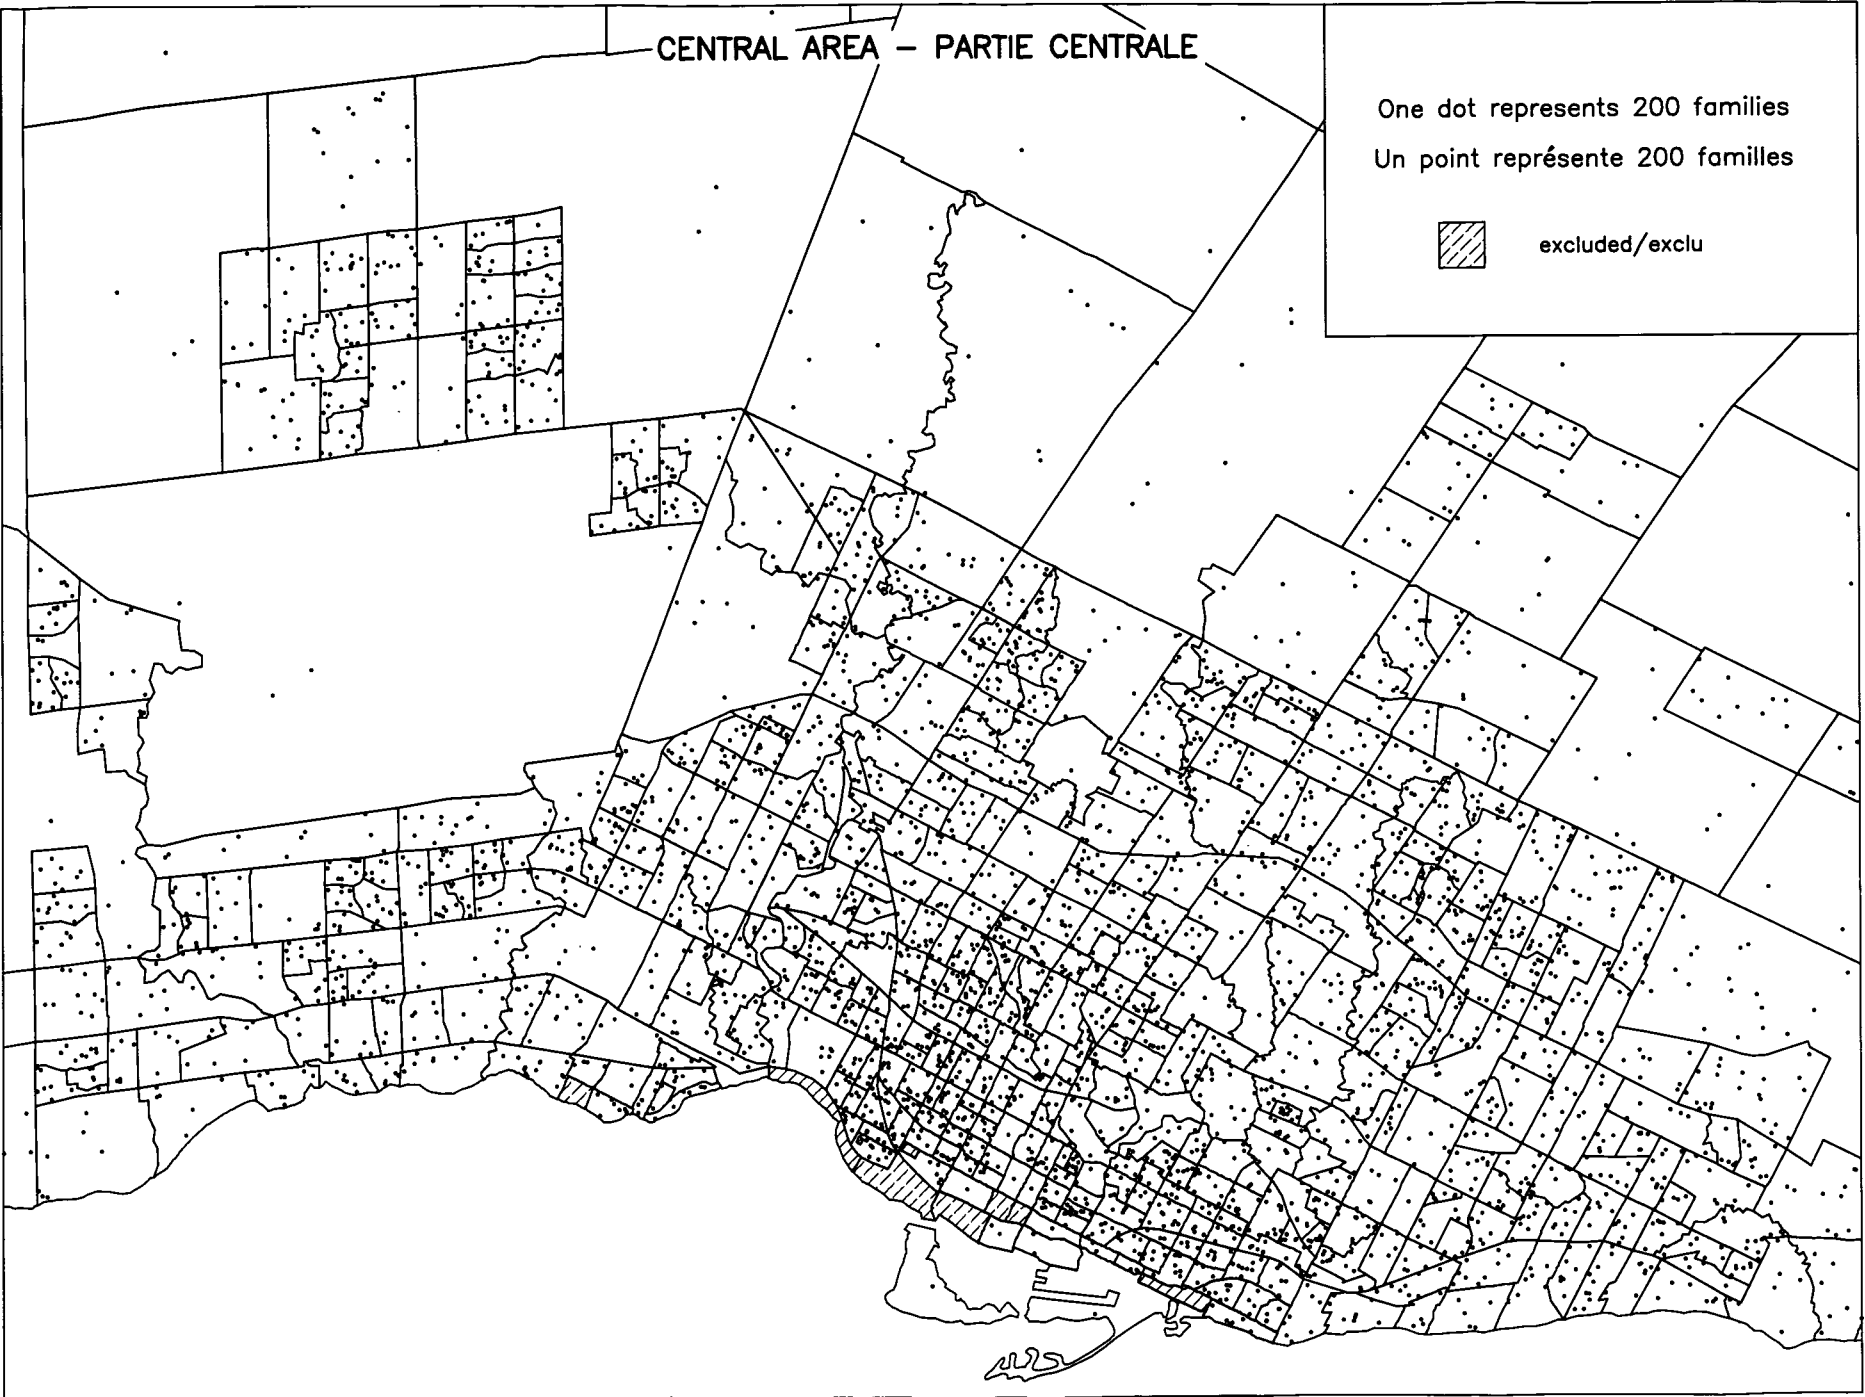 CENTRAL AREA – PARTIE CENTRALE
One dot represents 200 families
Un point représente 200 familles
excluded/exclu